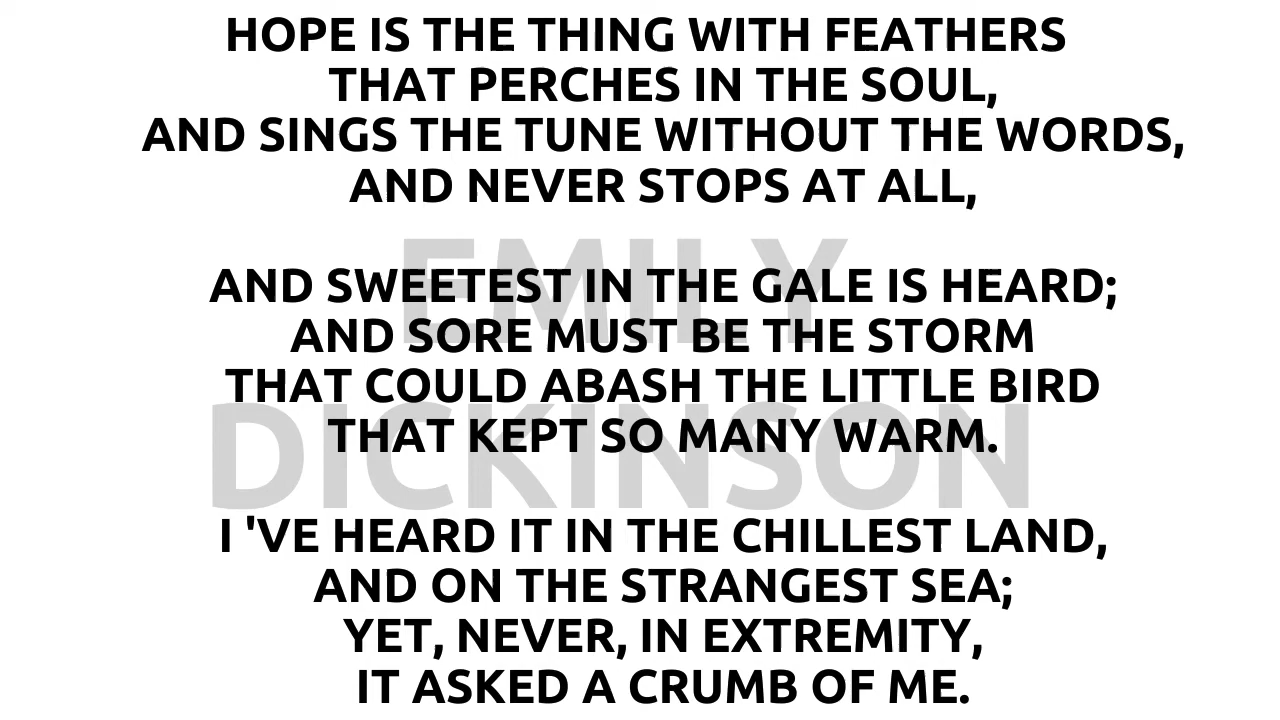 HOPE IS THE THING WITH FEATHERS
THAT PERCHES IN THE SOUL,
AND SINGS THE TUNE WITHOUT THE WORDS,
AND NEVER STOPS AT ALL,
EMILY
AND SWEETEST IN THE GALE IS HEARD;
AND SORE MUST BE THE STORM
THAT COULD ABASH THE LITTLE BIRD
THAT KEPT SO MANY WARM.
DICKINSON
I 'VE HEARD IT IN THE CHILLEST LAND,
AND ON THE STRANGEST SEA;
YET, NEVER, IN EXTREMITY,
IT ASKED A CRUMB OF ME.